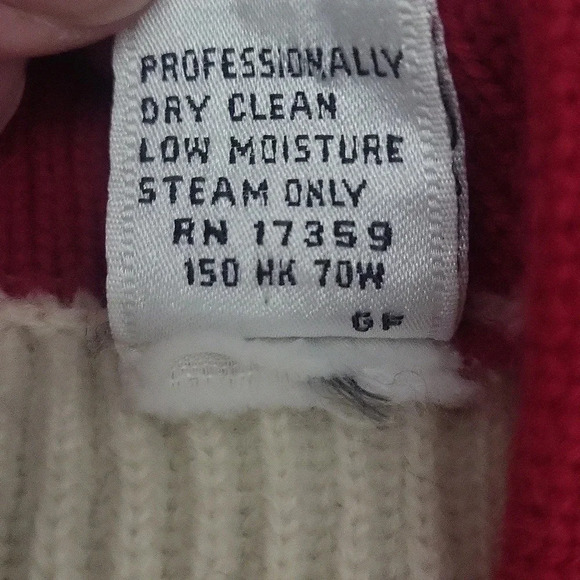 PROFESSIONALLY
DRY CLEAN
LOW MOISTURE
STEAM ONLY
RN 17359
150 HK 70W
GF